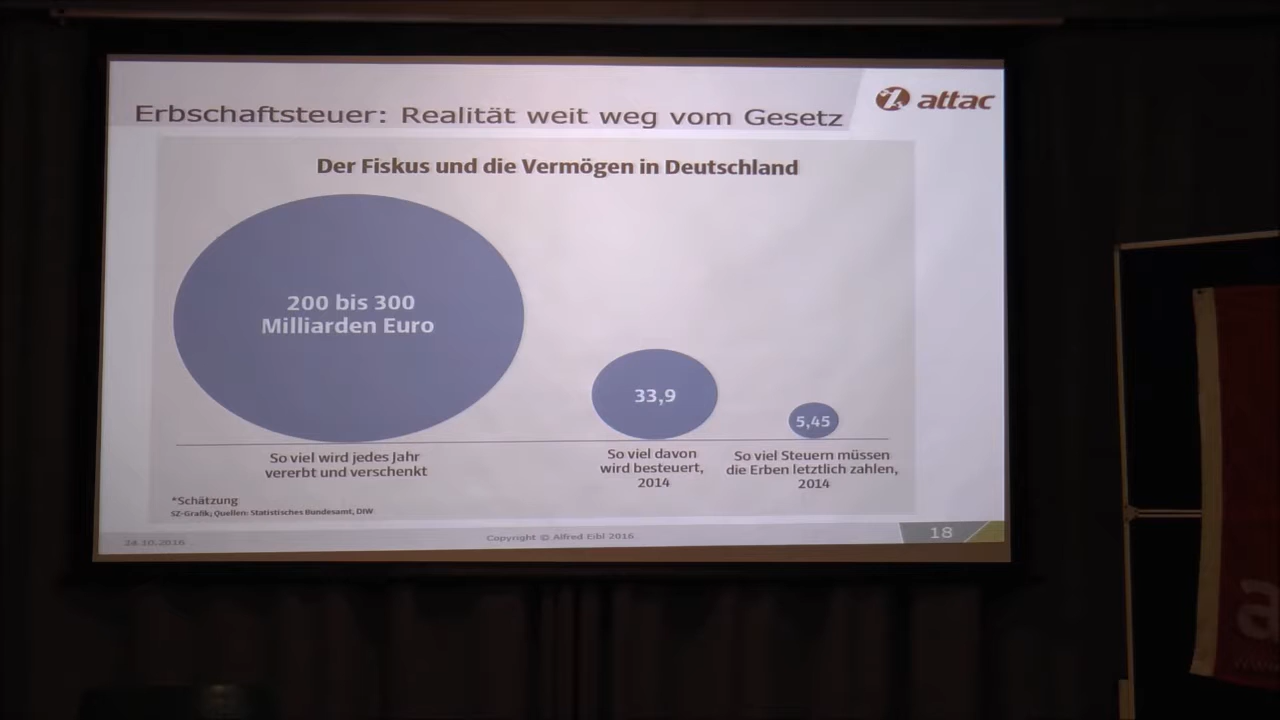 Erbschaftsteuer: Realität weit weg vom Gesetz
attac
Der Fiskus und die Vermögen in Deutschland
200 bis 300
Milliarden Euro
33,9
5,45
So viel wird jedes Jahr
vererbt und verschenkt
So viel davon
wird besteuert,
2014
So viel Steuern müssen
die Erben letztlich zahlen,
2014
*Schätzung
SZ-Grafik; Quellen: Statistisches Bundesamt, DIW
24.10.2016
Copyright © Alfred Eibl 2016
18
a